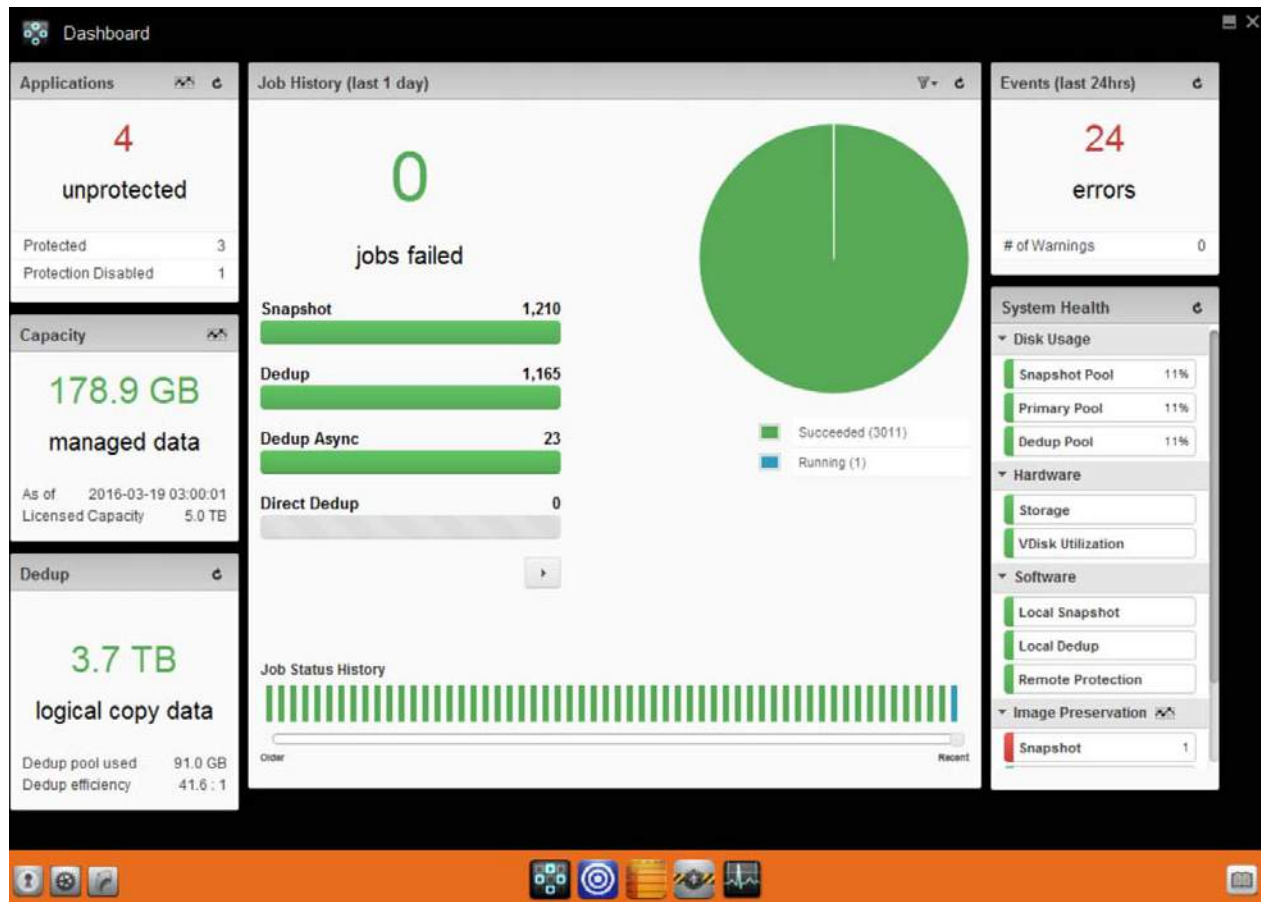 Dashboard
Applications
4
unprotected
Protected 3
Protection Disabled 1
Capacity
178.9 GB
managed data
As of 2016-03-19 03:00:01
Licensed Capacity 5.0 TB
Dedup
3.7 TB
logical copy data
Dedup pool used 91.0 GB
Dedup efficiency 41.6 : 1
Job History (last 1 day)
0
jobs failed
Snapshot 1,210
Dedup 1,165
Dedup Async 23
Direct Dedup 0
Succeeded (3011)
Running (1)
Job Status History
Older Recent
Events (last 24hrs)
24
errors
# of Warnings 0
System Health
Disk Usage
Snapshot Pool 11%
Primary Pool 11%
Dedup Pool 11%
Hardware
Storage
VDisk Utilization
Software
Local Snapshot
Local Dedup
Remote Protection
Image Preservation
Snapshot 1